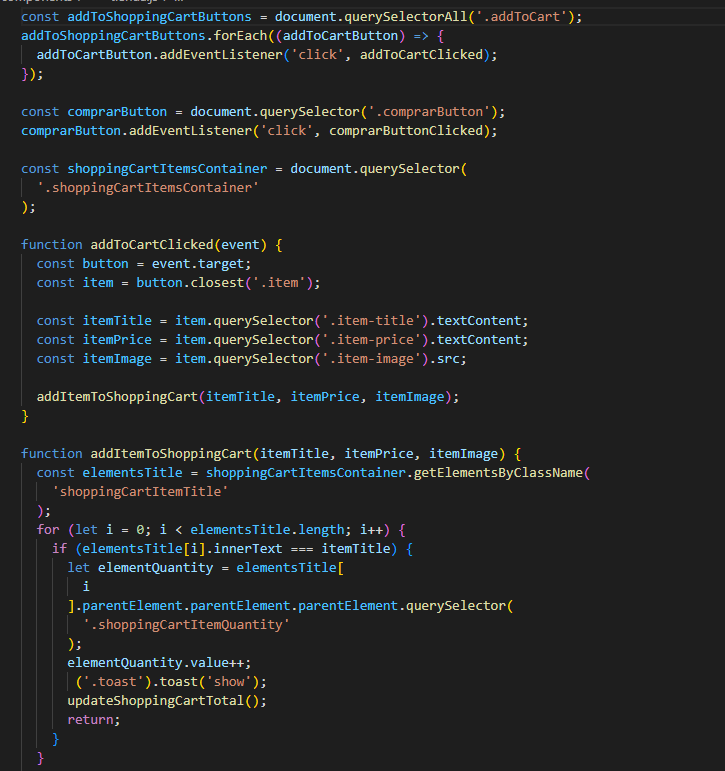 const addToShoppingCartButtons = document.querySelectorAll('.addToCart');
addToShoppingCartButtons.forEach((addToCartButton) => {
  addToCartButton.addEventListener('click', addToCartClicked);
});

const comprarButton = document.querySelector('.comprarButton');
comprarButton.addEventListener('click', comprarButtonClicked);

const shoppingCartItemsContainer = document.querySelector(
  '.shoppingCartItemsContainer'
);

function addToCartClicked(event) {
  const button = event.target;
  const item = button.closest('.item');

  const itemTitle = item.querySelector('.item-title').textContent;
  const itemPrice = item.querySelector('.item-price').textContent;
  const itemImage = item.querySelector('.item-image').src;

  addItemToShoppingCart(itemTitle, itemPrice, itemImage);
}

function addItemToShoppingCart(itemTitle, itemPrice, itemImage) {
  const elementsTitle = shoppingCartItemsContainer.getElementsByClassName(
    'shoppingCartItemTitle'
  );
  for (let i = 0; i < elementsTitle.length; i++) {
    if (elementsTitle[i].innerText === itemTitle) {
      let elementQuantity = elementsTitle[
        i
      ].parentElement.parentElement.parentElement.querySelector(
        '.shoppingCartItemQuantity'
      );
      elementQuantity.value++;
       ('.toast').toast('show');
      updateShoppingCartTotal();
      return;
    }
  }